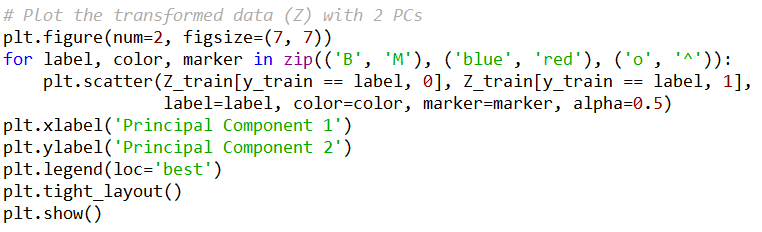 # Plot the transformed data (Z) with 2 PCs
plt.figure(num=2, figsize=(7, 7))
for label, color, marker in zip(('B', 'M'), ('blue', 'red'), ('o', '^')):
    plt.scatter(Z_train[y_train == label, 0], Z_train[y_train == label, 1],
                label=label, color=color, marker=marker, alpha=0.5)
plt.xlabel('Principal Component 1')
plt.ylabel('Principal Component 2')
plt.legend(loc='best')
plt.tight_layout()
plt.show()